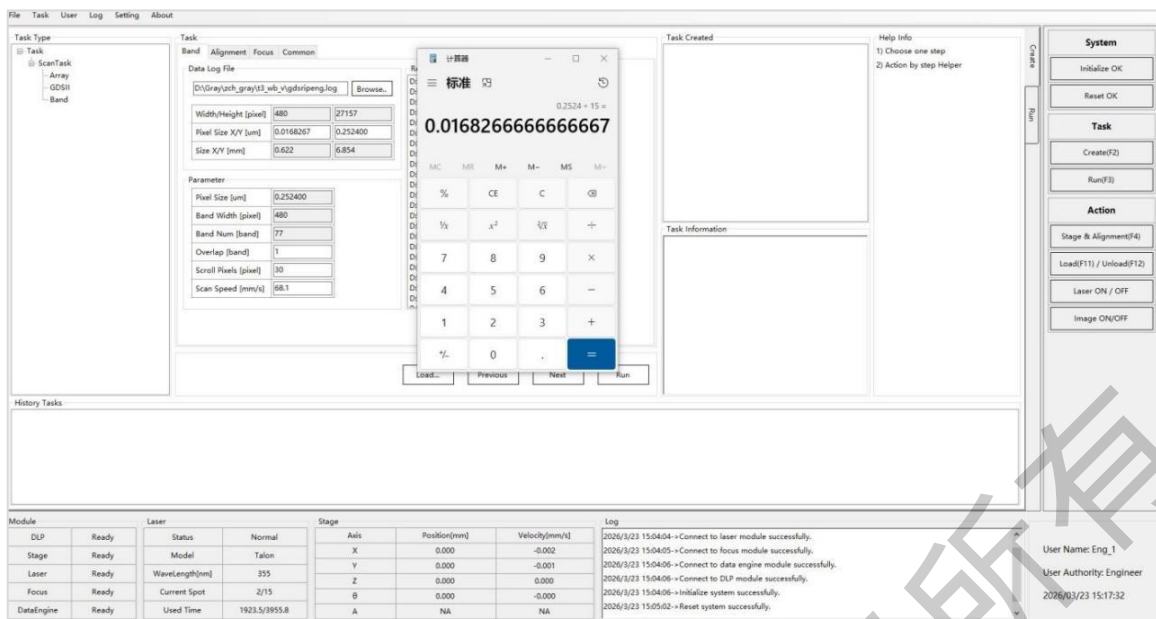 File Task User Log Setting About
Task Type
Task
ScanTask
Array
GDSII
Band
Task
Band Alignment Focus Common
Data Log File
D:\Gray\zch_gray\t3_wb_v\gdsripeng.log Browse..
Width/Height [pixel] 480 27157
Pixel Size X/Y [um] 0.0168267 0.252400
Size X/Y [mm] 0.622 6.854
Parameter
Pixel Size [um] 0.252400
Band Width [pixel] 480
Band Num [band] 77
Overlap [band] 1
Scroll Pixels [pixel] 30
Scan Speed [mm/s] 68.1
计算器
标准
0.2524 ÷ 15 =
0.01682666666666667
MC MR M+ M− MS M˅
% CE C
¹/x x² ²√x ÷
7 8 9 ×
4 5 6 −
1 2 3 +
+/− 0 . =
Load... Previous Next Run
Task Created
Task Information
Help Info
1) Choose one step
2) Action by step Helper
Create
Run
System
Initialize OK
Reset OK
Task
Create(F2)
Run(F3)
Action
Stage & Alignment(F4)
Load(F11) / Unload(F12)
Laser ON / OFF
Image ON/OFF
History Tasks
Module
DLP Ready
Stage Ready
Laser Ready
Focus Ready
DataEngine Ready
Laser
Status Normal
Model Talon
WaveLength[nm] 355
Current Spot 2/15
Used Time 1923.5/3955.8
Stage
Axis Position[mm] Velocity[mm/s]
X 0.000 -0.002
Y 0.000 -0.001
Z 0.000 0.000
θ 0.000 -0.000
A NA NA
Log
2026/3/23 15:04:04->Connect to laser module successfully.
2026/3/23 15:04:05->Connect to focus module successfully.
2026/3/23 15:04:06->Connect to data engine module successfully.
2026/3/23 15:04:06->Connect to DLP module successfully.
2026/3/23 15:04:06->Initialize system successfully.
2026/3/23 15:05:02->Reset system successfully.
User Name: Eng_1
User Authority: Engineer
2026/03/23 15:17:32
所有